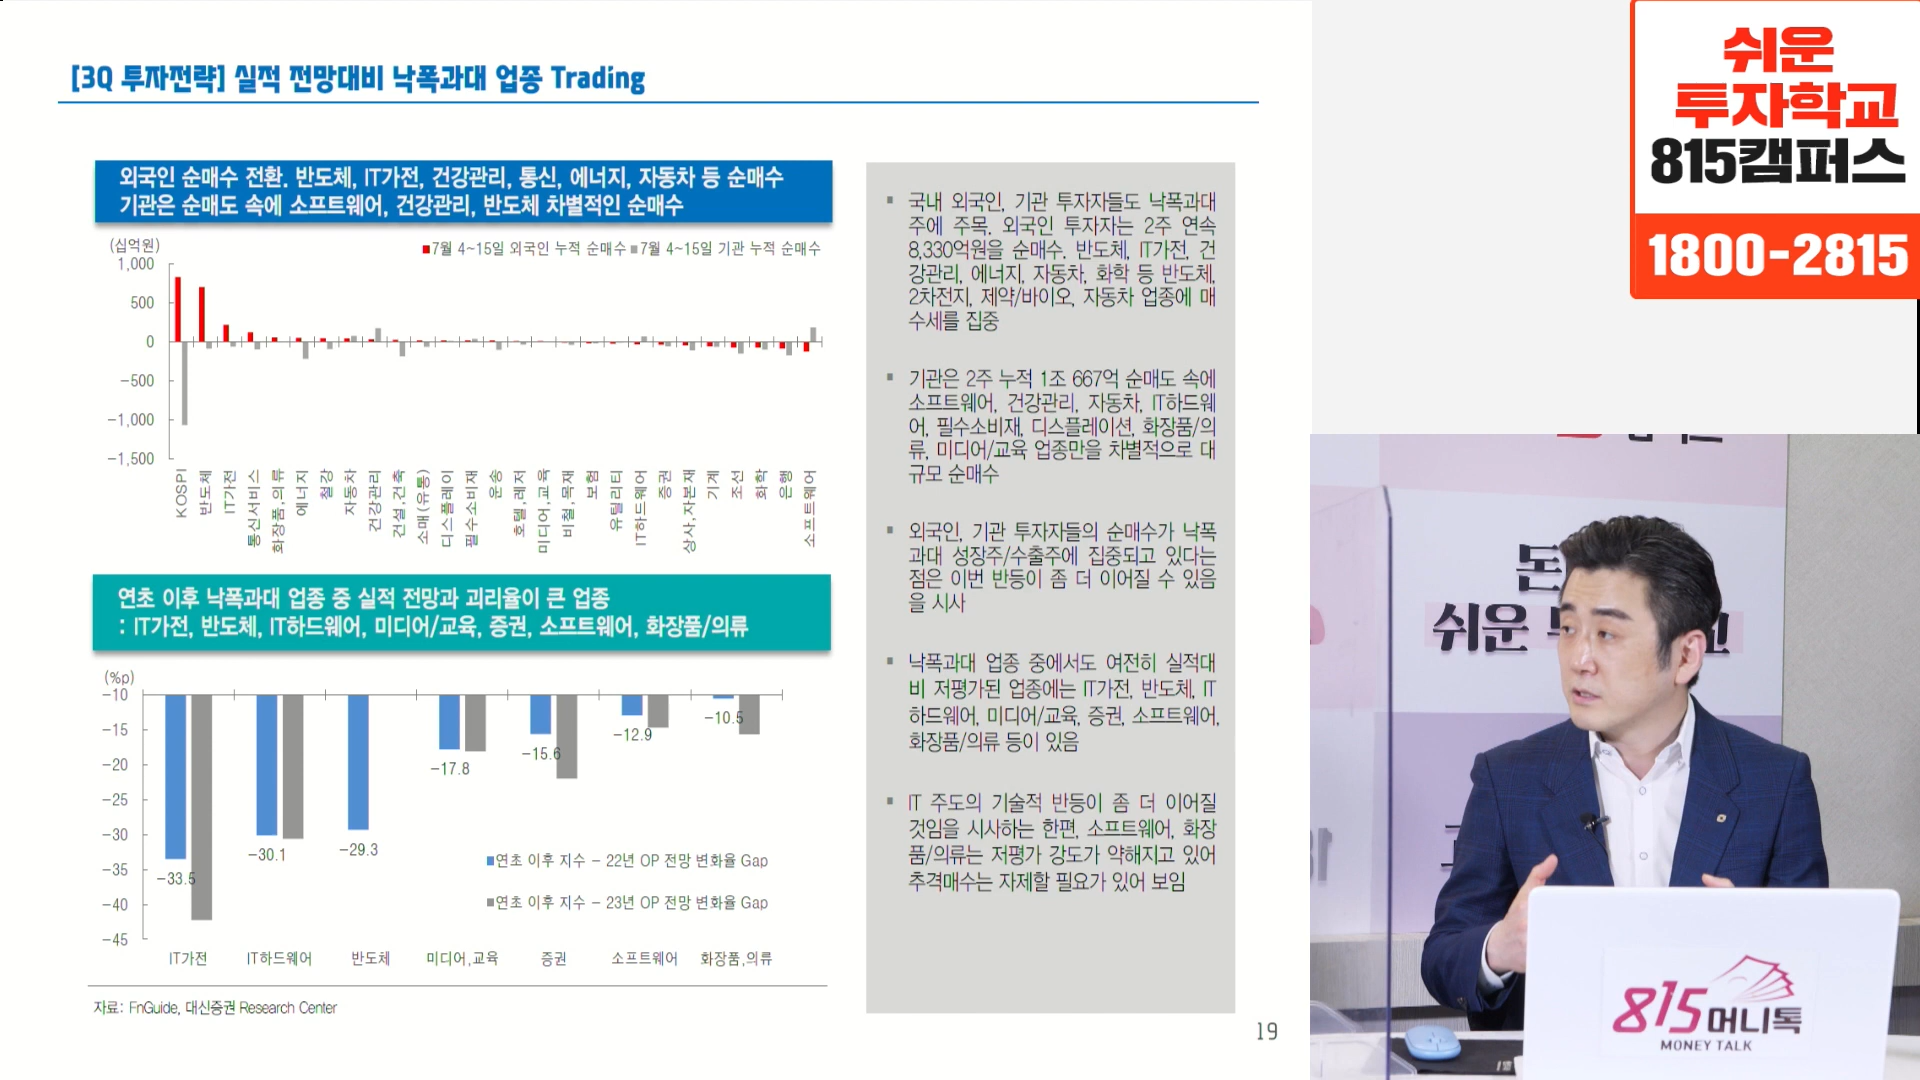 [3Q 투자전략] 실적 전망대비 낙폭과대 업종 Trading
외국인 순매수 전환. 반도체, IT가전, 건강관리, 통신, 에너지, 자동차 등 순매수
기관은 순매도 속에 소프트웨어, 건강관리, 반도체 차별적인 순매수
(십억원)
■7월 4~15일 외국인 누적 순매수 ■7월 4~15일 기관 누적 순매수
1,000
500
0
-500
-1,000
-1,500
KOSPI
반도체
IT가전
통신서비스
화장품,의류
에너지
철강
자동차
건강관리
건설,건축
소매(유통)
디스플레이
필수소비재
운송
호텔,레저
미디어,교육
비철,목재
보험
유틸리티
IT하드웨어
증권
상사,자본재
기계
조선
화학
은행
소프트웨어
연초 이후 낙폭과대 업종 중 실적 전망과 괴리율이 큰 업종
: IT가전, 반도체, IT하드웨어, 미디어/교육, 증권, 소프트웨어, 화장품/의류
(%p)
-10
-15
-20
-25
-30
-35
-40
-45
-33.5
-30.1
-29.3
-17.8
-15.6
-12.9
-10.5
■연초 이후 지수 - 22년 OP 전망 변화율 Gap
■연초 이후 지수 - 23년 OP 전망 변화율 Gap
IT가전
IT하드웨어
반도체
미디어,교육
증권
소프트웨어
화장품,의류
자료: FnGuide, 대신증권 Research Center
▪ 국내 외국인, 기관 투자자들도 낙폭과대
주에 주목. 외국인 투자자는 2주 연속
8,330억원을 순매수. 반도체, IT가전, 건
강관리, 에너지, 자동차, 화학 등 반도체,
2차전지, 제약/바이오, 자동차 업종에 매
수세를 집중
▪ 기관은 2주 누적 1조 667억 순매도 속에
소프트웨어, 건강관리, 자동차, IT하드웨
어, 필수소비재, 디스플레이션, 화장품/의
류, 미디어/교육 업종만을 차별적으로 대
규모 순매수
▪ 외국인, 기관 투자자들의 순매수가 낙폭
과대 성장주/수출주에 집중되고 있다는
점은 이번 반등이 좀 더 이어질 수 있음
을 시사
▪ 낙폭과대 업종 중에서도 여전히 실적대
비 저평가된 업종에는 IT가전, 반도체, IT
하드웨어, 미디어/교육, 증권, 소프트웨어,
화장품/의류 등이 있음
▪ IT 주도의 기술적 반등이 좀 더 이어질
것임을 시사하는 한편, 소프트웨어, 화장
품/의류는 저평가 강도가 약해지고 있어
추격매수는 자제할 필요가 있어 보임
19
쉬운
투자학교
815캠퍼스
1800-2815
돈
쉬운
815머니톡
MONEY TALK